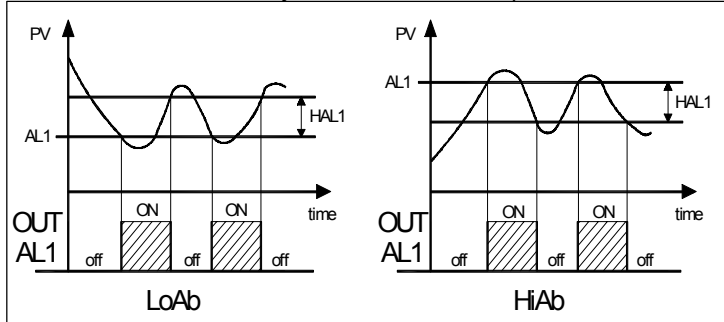 PV
AL1
HAL1
time
OUT
AL1
off
ON
off
ON
off
LoAb
PV
AL1
HAL1
time
OUT
AL1
off
ON
off
ON
off
HiAb